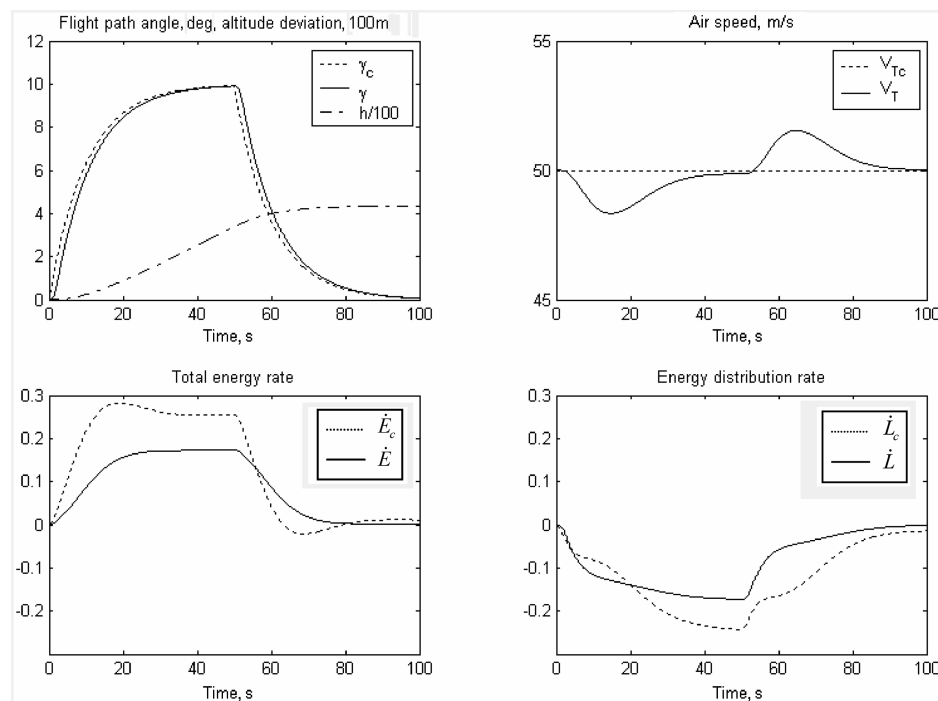 Flight path angle, deg, altitude deviation, 100m
12
10
8
6
4
2
0
γc
γ
h/100
0 20 40 60 80 100
Time, s
Air speed, m/s
55
50
45
VTc
VT
0 20 40 60 80 100
Time, s
Total energy rate
0.3
0.2
0.1
0
-0.1
-0.2
Ėc
Ė
0 20 40 60 80 100
Time, s
Energy distribution rate
0.3
0.2
0.1
0
-0.1
-0.2
L̇c
L̇
0 20 40 60 80 100
Time, s